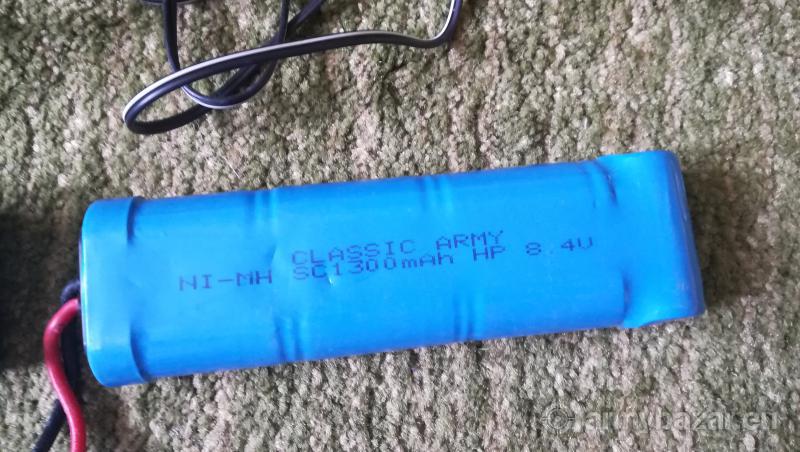 CLASSIC ARMY
NI-MH SC1300mAh HP 8.4V
© armybazar.eu